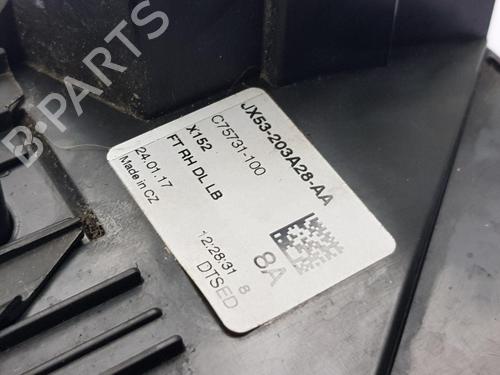 JX53-203A28-AA
C75731-100
X152
FT RH DL LB
24.01.17
Made in CZ
8A
12:28:31 8
DTSED
B-PARTS